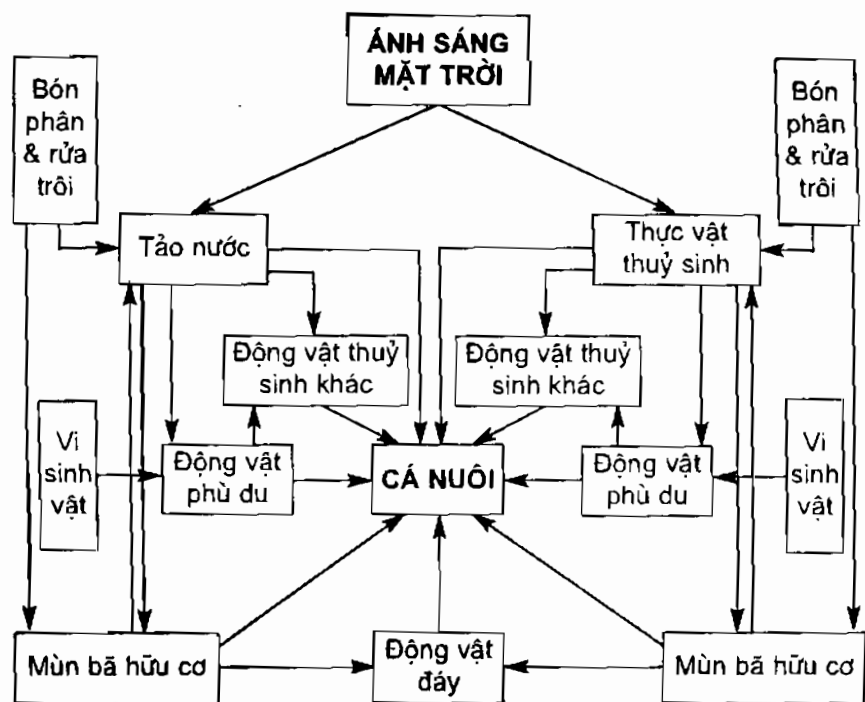 ÁNH SÁNG
MẶT TRỜI
Bón
phân
& rửa
trôi
Bón
phân
& rửa
trôi
Tảo nước
Thực vật
thuỷ sinh
Động vật thuỷ
sinh khác
Động vật thuỷ
sinh khác
Vi
sinh
vật
Động vật
phù du
CÁ NUÔI
Động vật
phù du
Vi
sinh
vật
Mùn bã hữu cơ
Động vật
đáy
Mùn bã hữu cơ